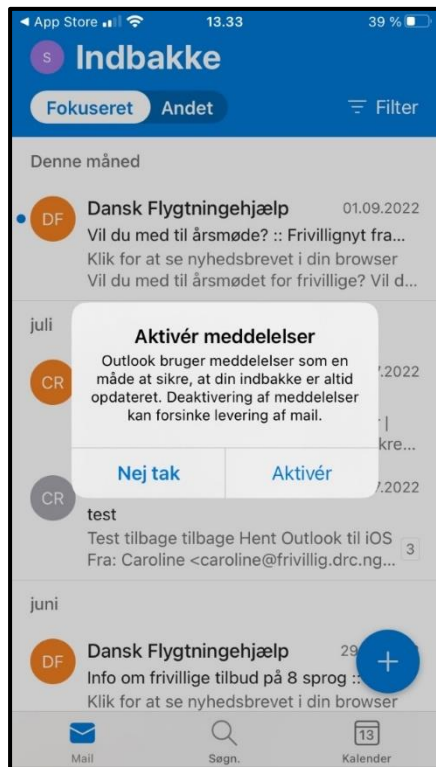 App Store
13.33
39 %
S
Indbakke
Fokuseret
Andet
Filter
Denne måned
DF
Dansk Flygtningehjælp
01.09.2022
Vil du med til årsmøde? :: Frivillignyt fra...
Klik for at se nyhedsbrevet i din browser
Vil du med til årsmødet for frivillige? Vil d...
juli
CR
.2022
kre...
Aktivér meddelelser
Outlook bruger meddelelser som en
måde at sikre, at din indbakke er altid
opdateret. Deaktivering af meddelelser
kan forsinke levering af mail.
Nej tak
Aktivér
CR
.2022
test
Test tilbage tilbage Hent Outlook til iOS
Fra: Caroline <caroline@frivillig.drc.ng...
3
juni
DF
Dansk Flygtningehjælp
29
Info om frivillige tilbud på 8 sprog ::
Klik for at se nyhedsbrevet i din browser
Mail
Søgn.
13
Kalender